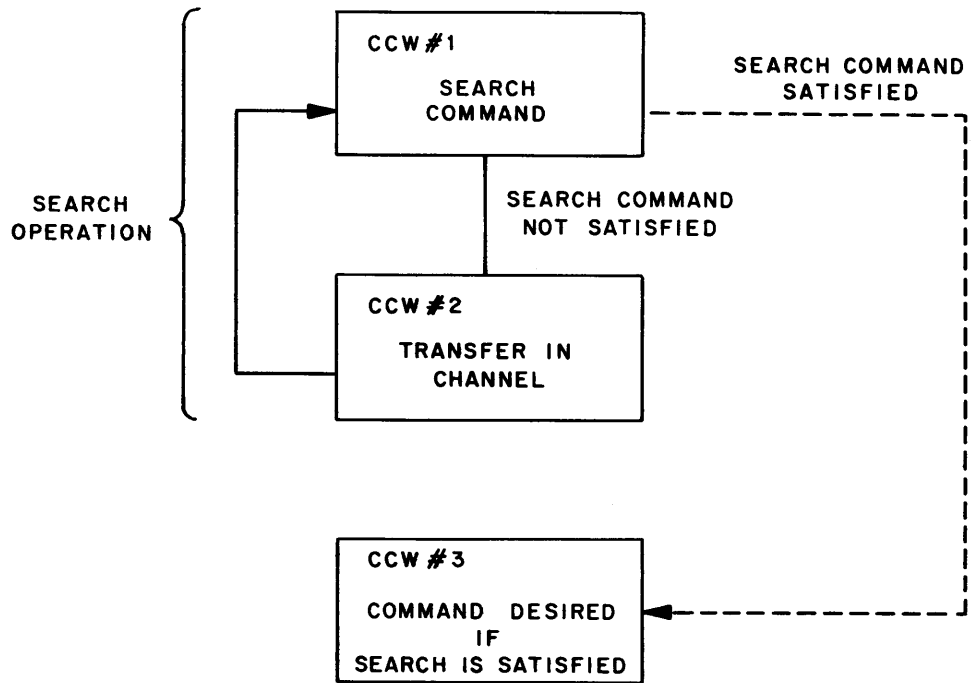 CCW #1
SEARCH
COMMAND
SEARCH COMMAND
SATISFIED
SEARCH
OPERATION
SEARCH COMMAND
NOT SATISFIED
CCW #2
TRANSFER IN
CHANNEL
CCW #3
COMMAND DESIRED
IF
SEARCH IS SATISFIED